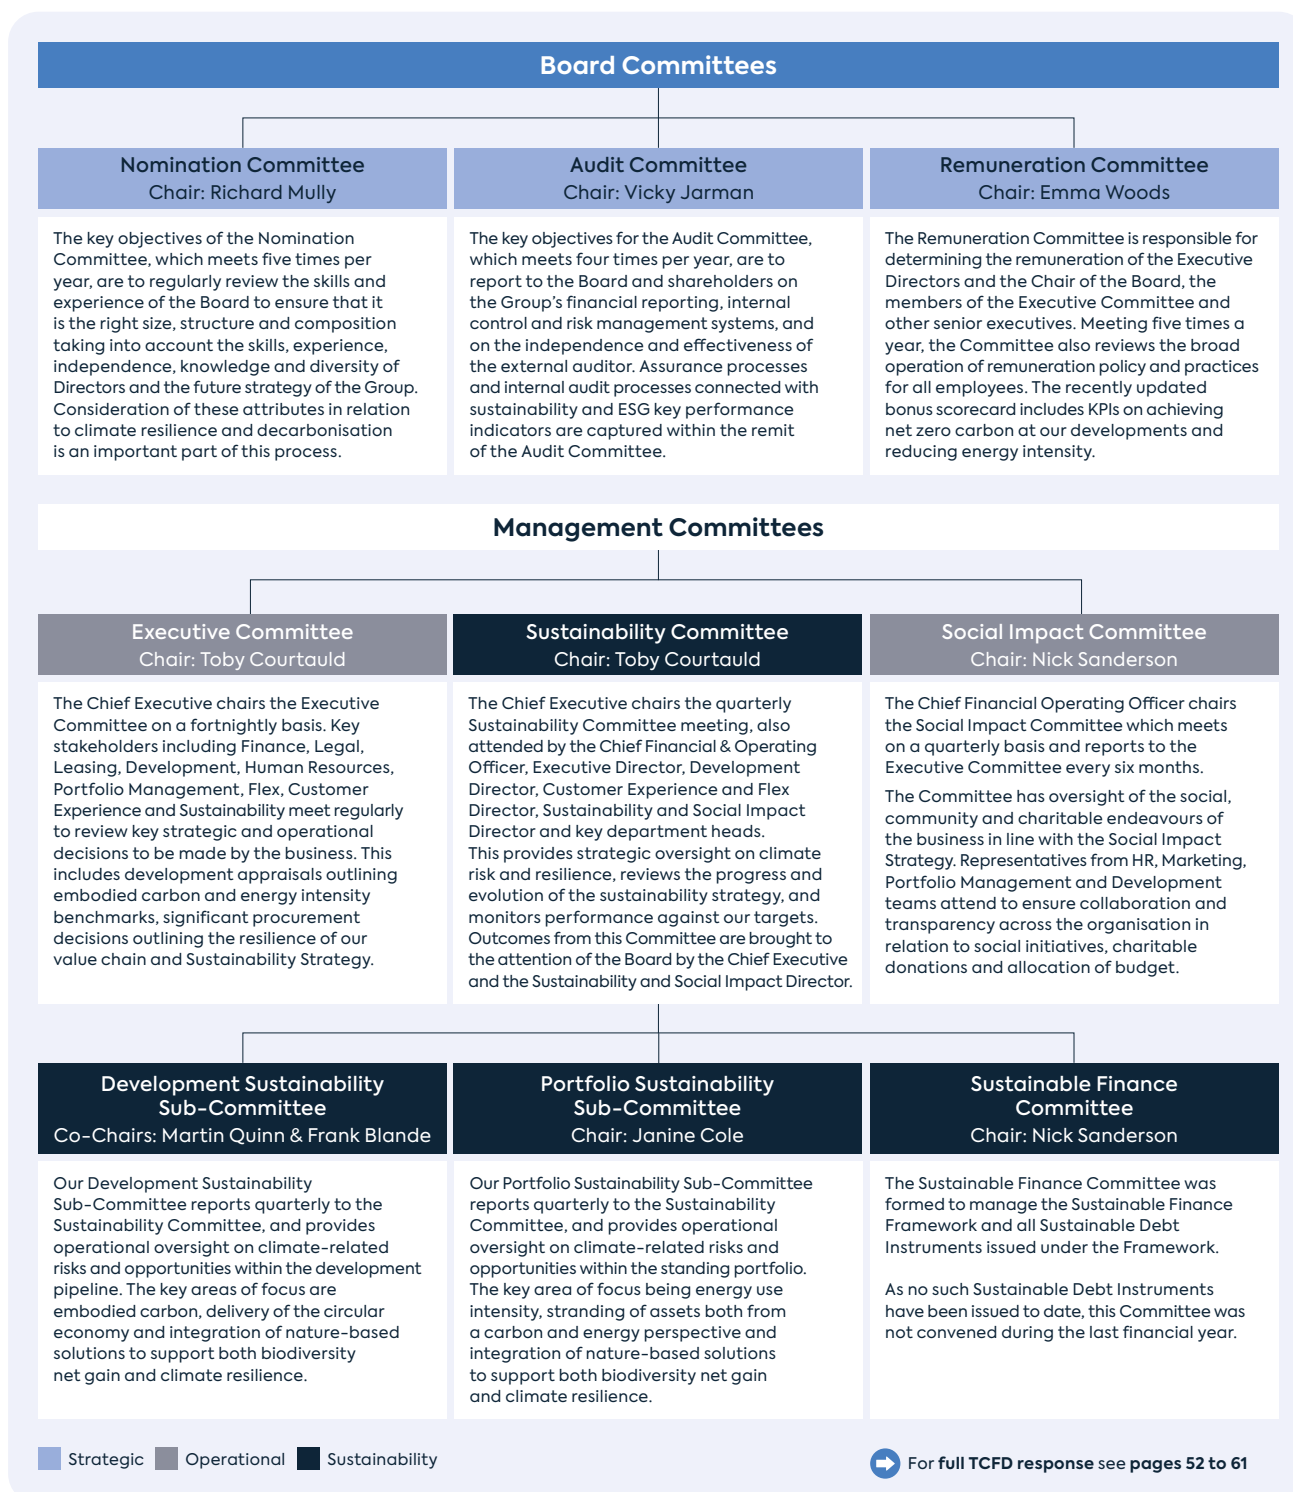 Board Committees
Nomination Committee
Chair: Richard Mully
The key objectives of the Nomination
Committee, which meets five times per
year, are to regularly review the skills and
experience of the Board to ensure that it
is the right size, structure and composition
taking into account the skills, experience,
independence, knowledge and diversity of
Directors and the future strategy of the Group.
Consideration of these attributes in relation
to climate resilience and decarbonisation
is an important part of this process.
Audit Committee
Chair: Vicky Jarman
The key objectives for the Audit Committee,
which meets four times per year, are to
report to the Board and shareholders on
the Group's financial reporting, internal
control and risk management systems, and
on the independence and effectiveness of
the external auditor. Assurance processes
and internal audit processes connected with
sustainability and ESG key performance
indicators are captured within the remit
of the Audit Committee.
Remuneration Committee
Chair: Emma Woods
The Remuneration Committee is responsible for
determining the remuneration of the Executive
Directors and the Chair of the Board, the
members of the Executive Committee and
other senior executives. Meeting five times a
year, the Committee also reviews the broad
operation of remuneration policy and practices
for all employees. The recently updated
bonus scorecard includes KPIs on achieving
net zero carbon at our developments and
reducing energy intensity.
Management Committees
Executive Committee
Chair: Toby Courtauld
The Chief Executive chairs the Executive
Committee on a fortnightly basis. Key
stakeholders including Finance, Legal,
Leasing, Development, Human Resources,
Portfolio Management, Flex, Customer
Experience and Sustainability meet regularly
to review key strategic and operational
decisions to be made by the business. This
includes development appraisals outlining
embodied carbon and energy intensity
benchmarks, significant procurement
decisions outlining the resilience of our
value chain and Sustainability Strategy.
Sustainability Committee
Chair: Toby Courtauld
The Chief Executive chairs the quarterly
Sustainability Committee meeting, also
attended by the Chief Financial & Operating
Officer, Executive Director, Development
Director, Customer Experience and Flex
Director, Sustainability and Social Impact
Director and key department heads.
This provides strategic oversight on climate
risk and resilience, reviews the progress and
evolution of the sustainability strategy, and
monitors performance against our targets.
Outcomes from this Committee are brought to
the attention of the Board by the Chief Executive
and the Sustainability and Social Impact Director.
Social Impact Committee
Chair: Nick Sanderson
The Chief Financial Operating Officer chairs
the Social Impact Committee which meets
on a quarterly basis and reports to the
Executive Committee every six months.
The Committee has oversight of the social,
community and charitable endeavours of
the business in line with the Social Impact
Strategy. Representatives from HR, Marketing,
Portfolio Management and Development
teams attend to ensure collaboration and
transparency across the organisation in
relation to social initiatives, charitable
donations and allocation of budget.
Development Sustainability
Sub-Committee
Co-Chairs: Martin Quinn & Frank Blande
Our Development Sustainability
Sub-Committee reports quarterly to the
Sustainability Committee, and provides
operational oversight on climate-related
risks and opportunities within the development
pipeline. The key areas of focus are
embodied carbon, delivery of the circular
economy and integration of nature-based
solutions to support both biodiversity
net gain and climate resilience.
Portfolio Sustainability
Sub-Committee
Chair: Janine Cole
Our Portfolio Sustainability Sub-Committee
reports quarterly to the Sustainability
Committee, and provides operational
oversight on climate-related risks and
opportunities within the standing portfolio.
The key area of focus being energy use
intensity, stranding of assets both from
a carbon and energy perspective and
integration of nature-based solutions
to support both biodiversity net gain
and climate resilience.
Sustainable Finance
Committee
Chair: Nick Sanderson
The Sustainable Finance Committee was
formed to manage the Sustainable Finance
Framework and all Sustainable Debt
Instruments issued under the Framework.
As no such Sustainable Debt Instruments
have been issued to date, this Committee was
not convened during the last financial year.
Strategic
Operational
Sustainability
For full TCFD response see pages 52 to 61